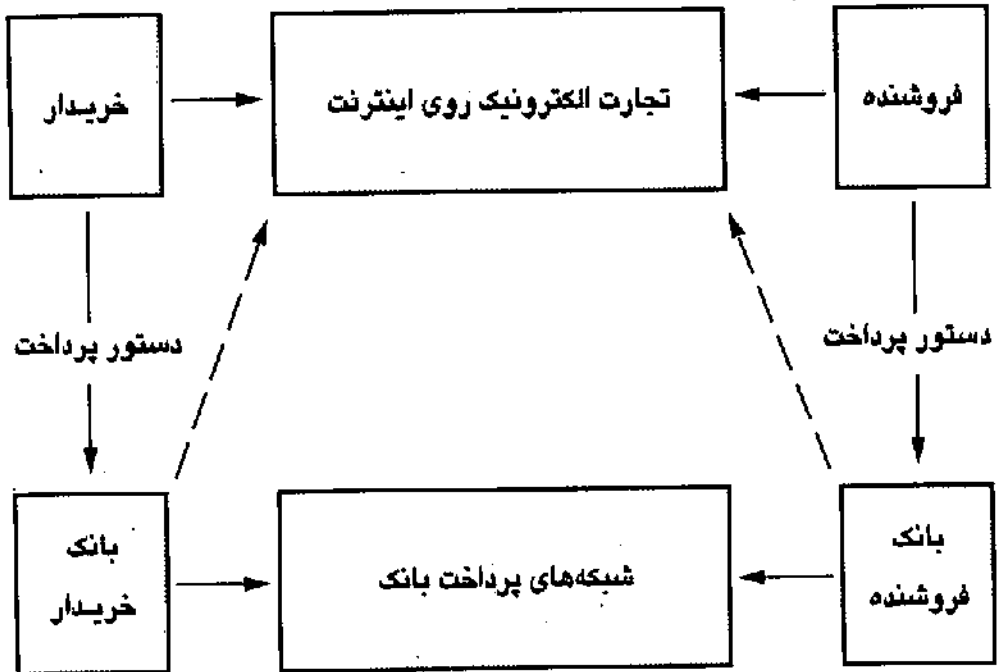 فروشنده
تجارت الکترونیک روی اینترنت
خریدار
دستور پرداخت
دستور پرداخت
بانک
فروشنده
شبکه‌های پرداخت بانک
بانک
خریدار